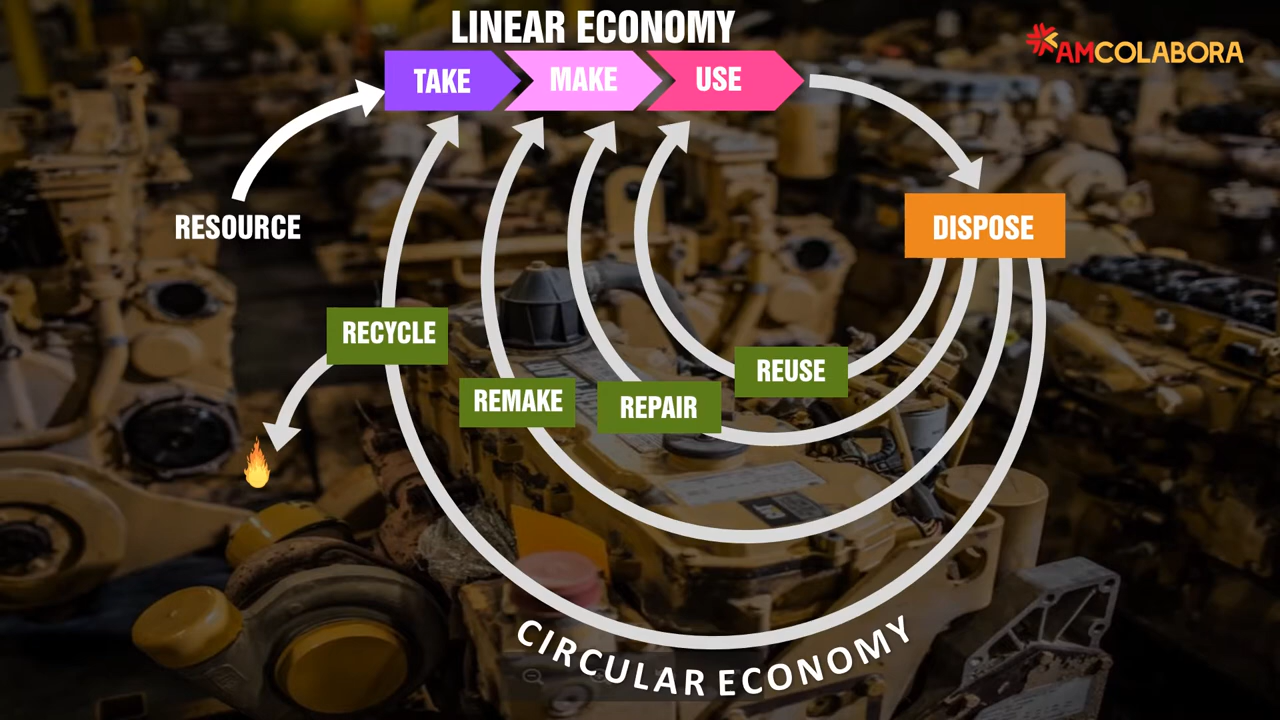 LINEAR ECONOMY
AMCOLABORA
TAKE
MAKE
USE
RESOURCE
DISPOSE
RECYCLE
REUSE
REMAKE
REPAIR
CIRCULAR ECONOMY